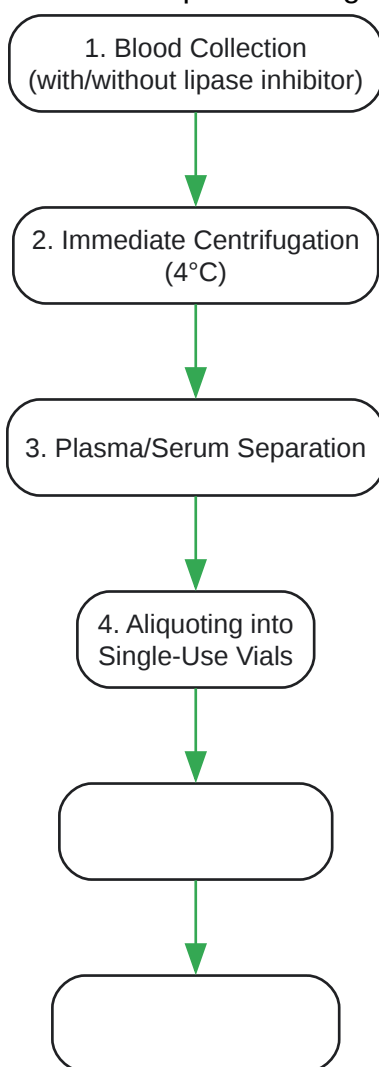 1. Blood Collection
(with/without lipase inhibitor)
2. Immediate Centrifugation
(4°C)
3. Plasma/Serum Separation
4. Aliquoting into
Single-Use Vials